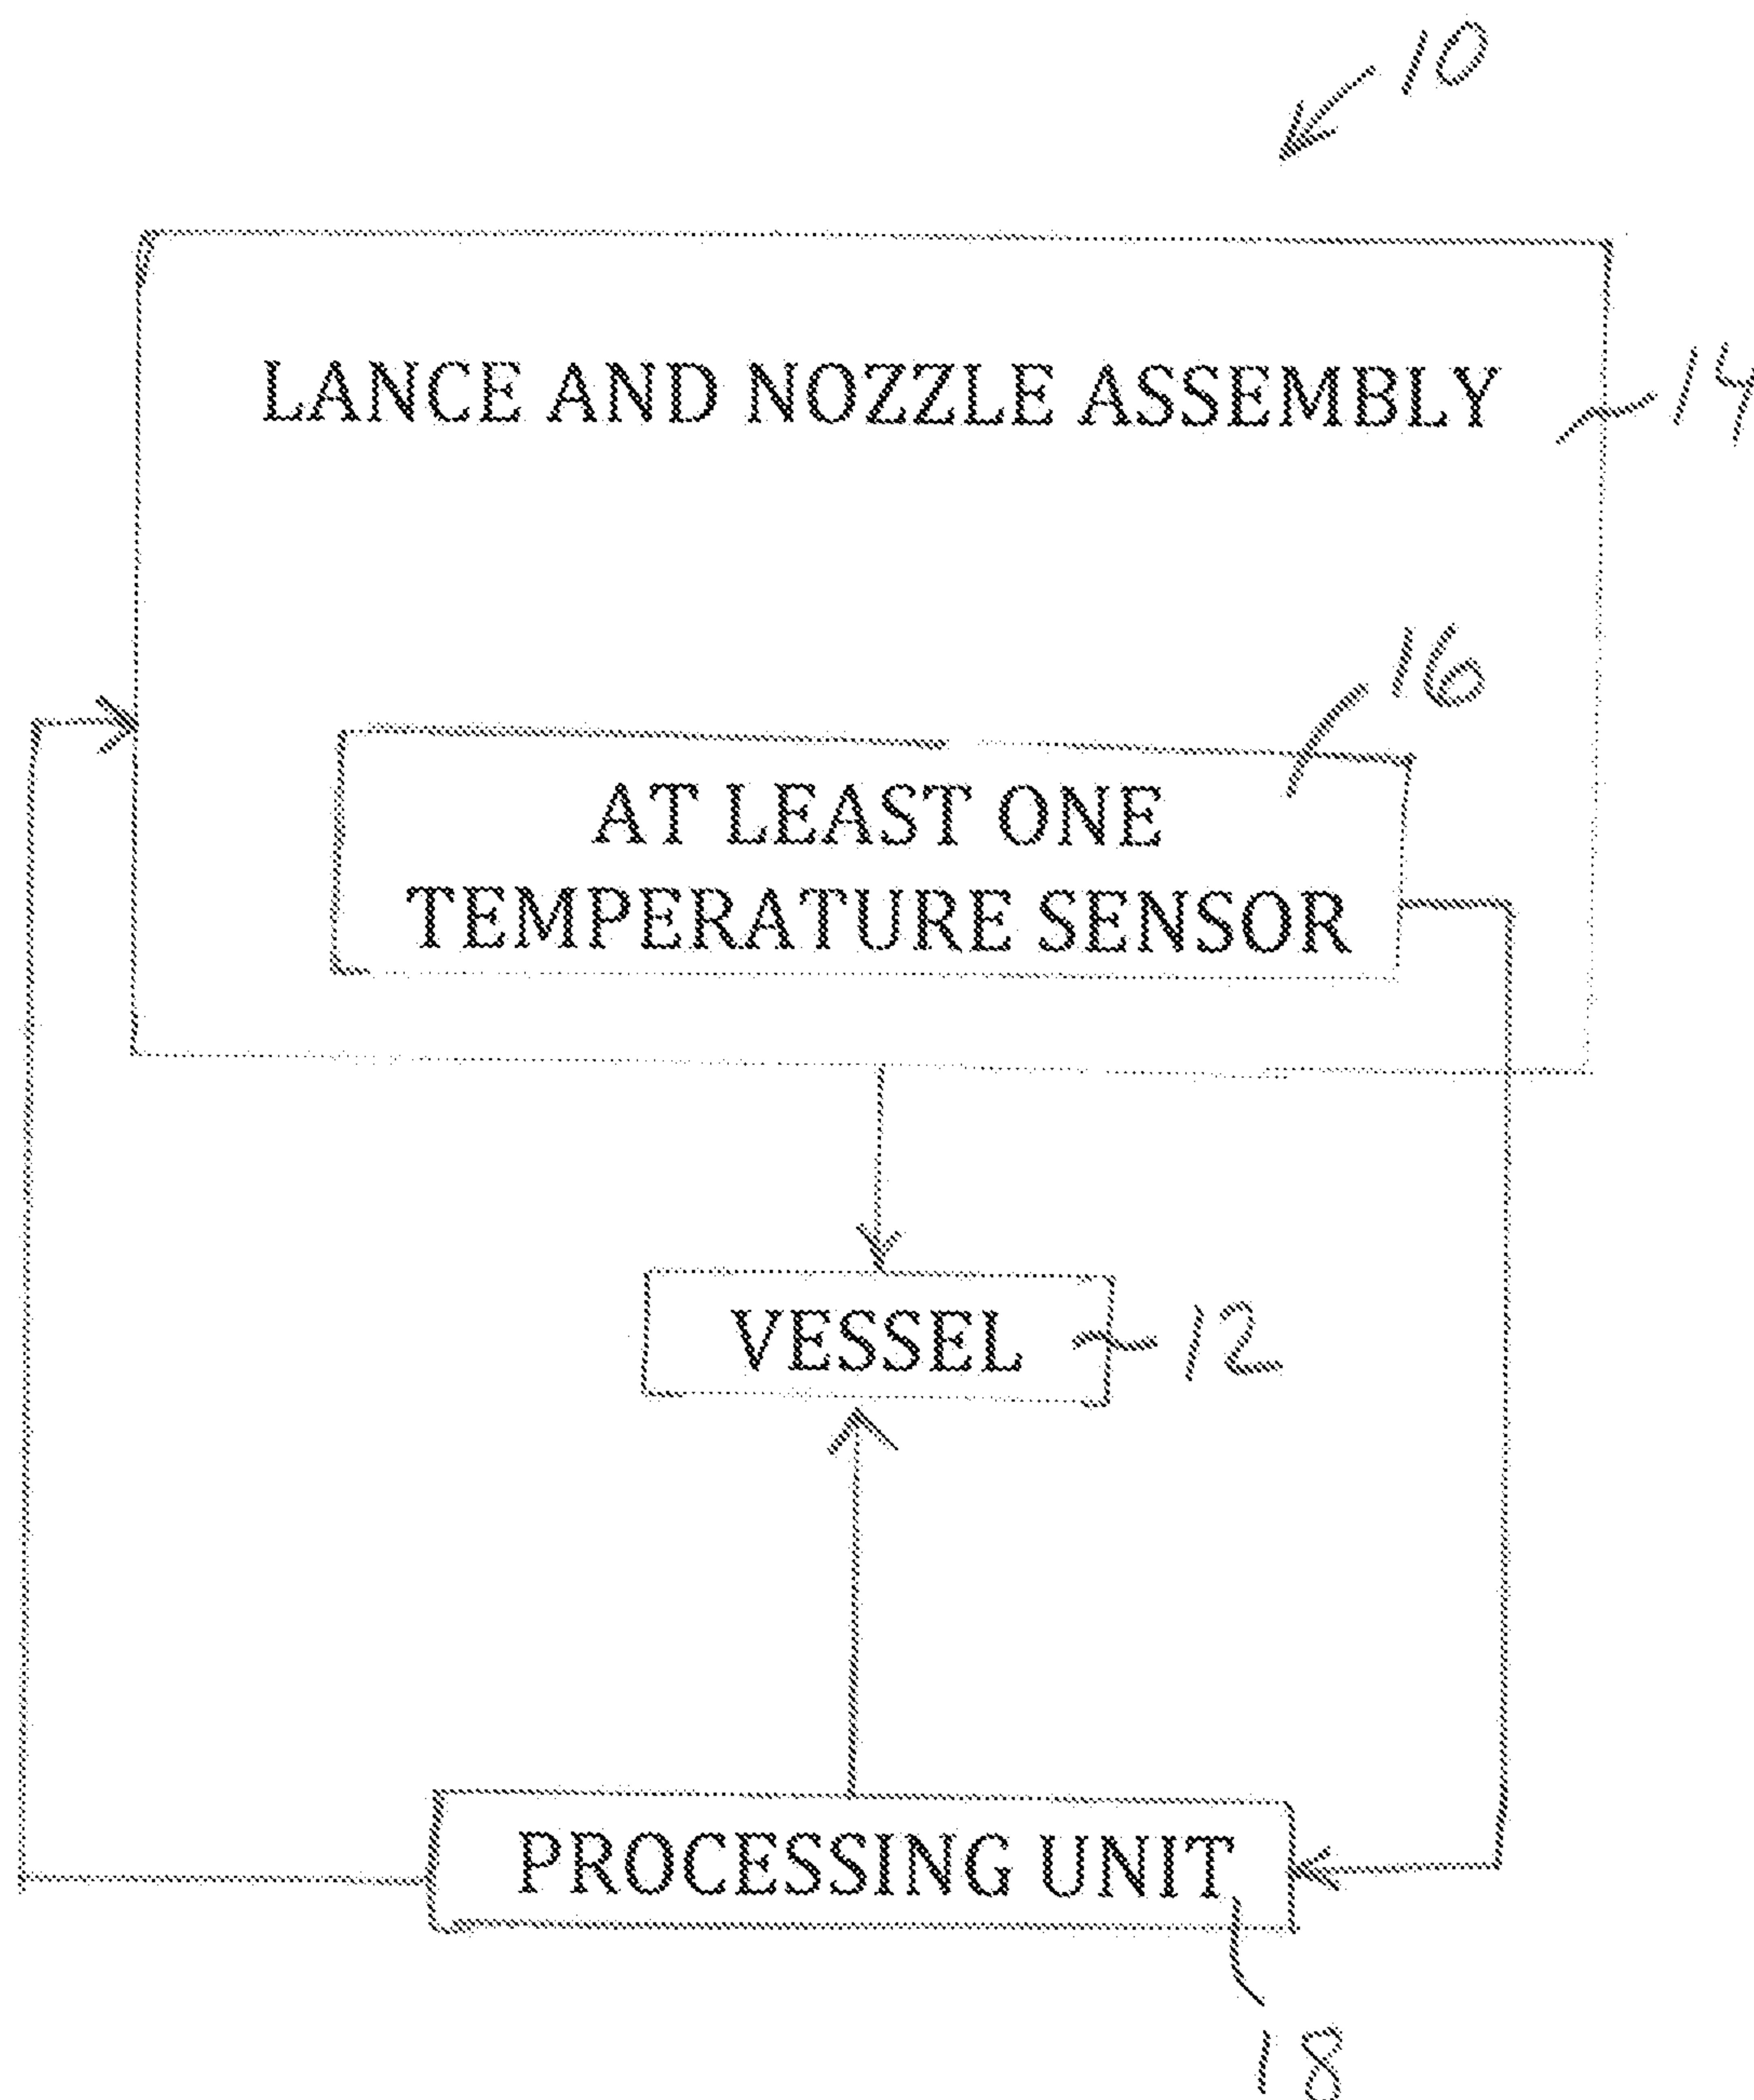 10
LANCE AND NOZZLE ASSEMBLY
14
16
AT LEAST ONE
TEMPERATURE SENSOR
VESSEL
12
PROCESSING UNIT
18